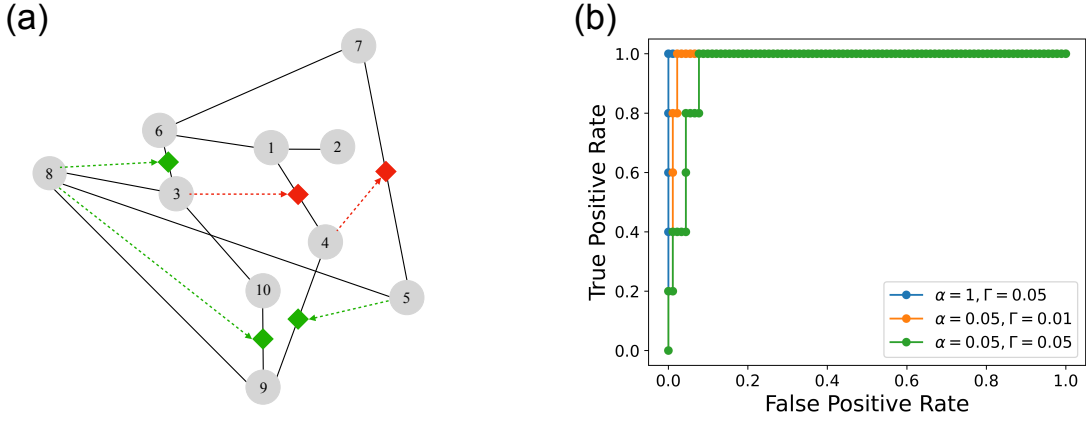 (a)
7
6
1
2
8
3
4
10
5
9
(b)
True Positive Rate
1.0
0.8
0.6
0.4
0.2
0.0
0.0 0.2 0.4 0.6 0.8 1.0
False Positive Rate
α = 1, Γ = 0.05
α = 0.05, Γ = 0.01
α = 0.05, Γ = 0.05